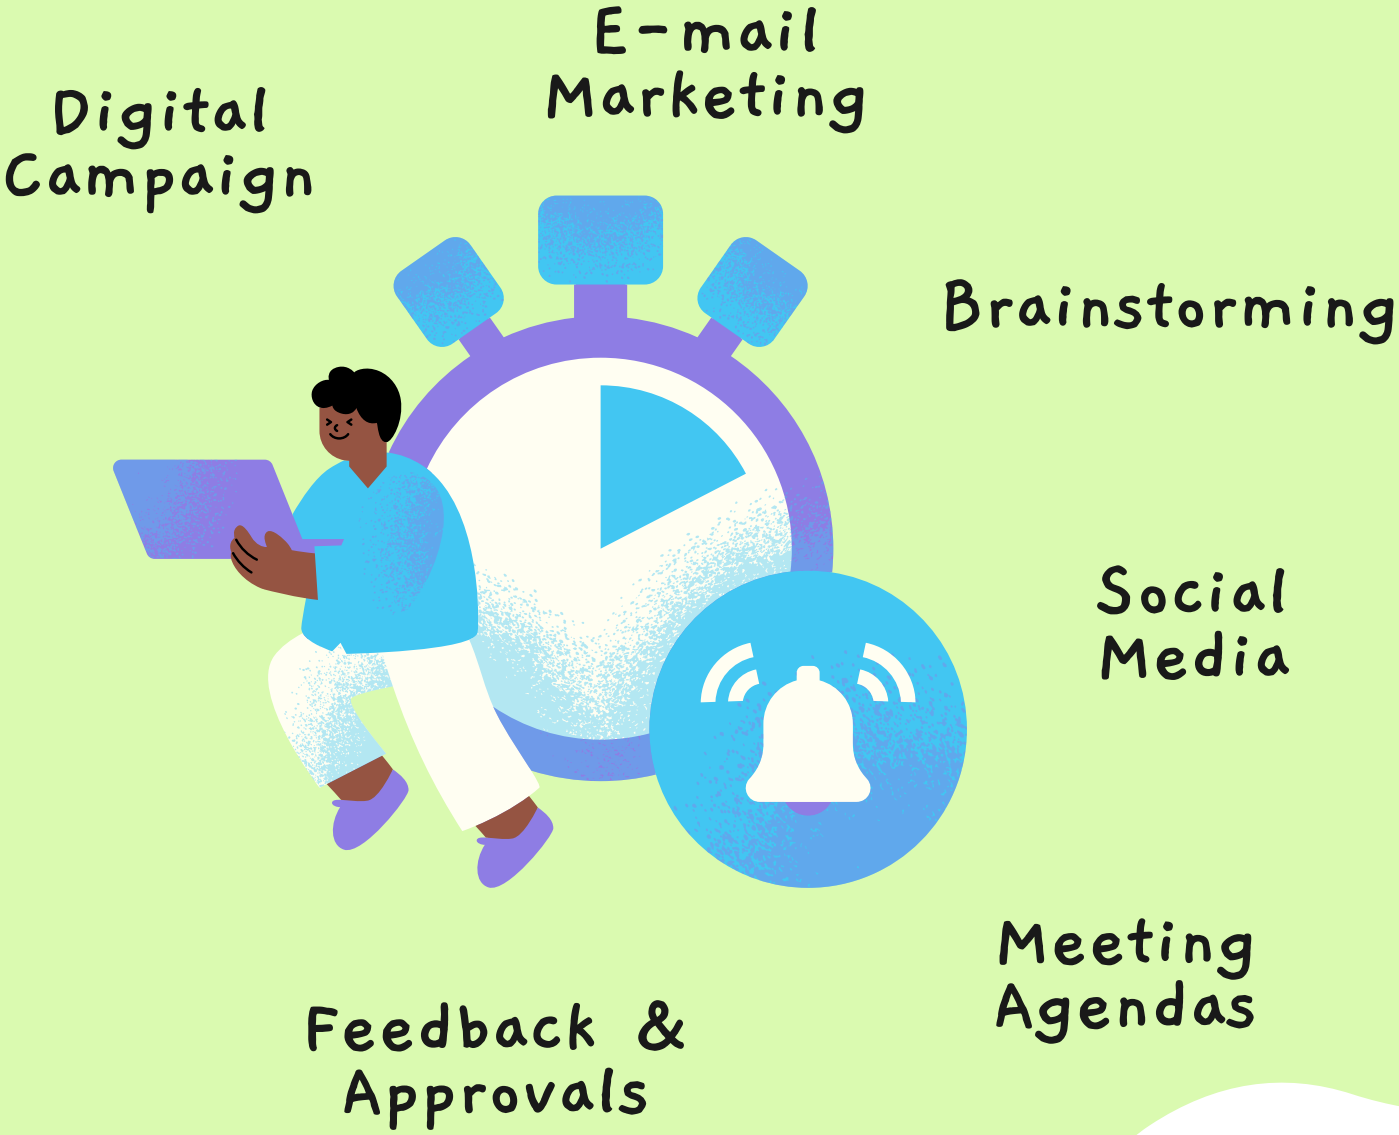 E-mail
Marketing
Digital
Campaign
Brainstorming
Social
Media
Meeting
Agendas
Feedback &
Approvals